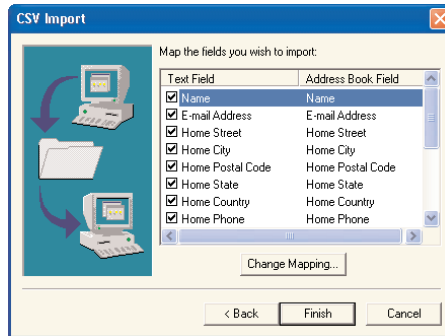 CSV Import
Map the fields you wish to import:
Text Field Address Book Field
Name Name
E-mail Address E-mail Address
Home Street Home Street
Home City Home City
Home Postal Code Home Postal Code
Home State Home State
Home Country Home Country
Home Phone Home Phone
Change Mapping...
< Back Finish Cancel